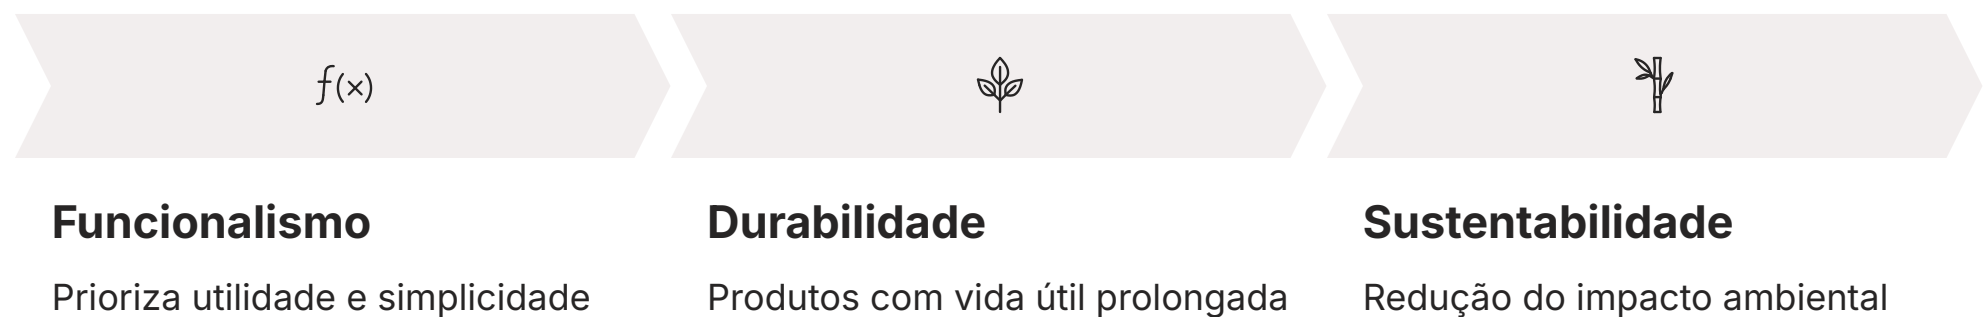 f(x)
Funcionalismo
Prioriza utilidade e simplicidade
Durabilidade
Produtos com vida útil prolongada
Sustentabilidade
Redução do impacto ambiental